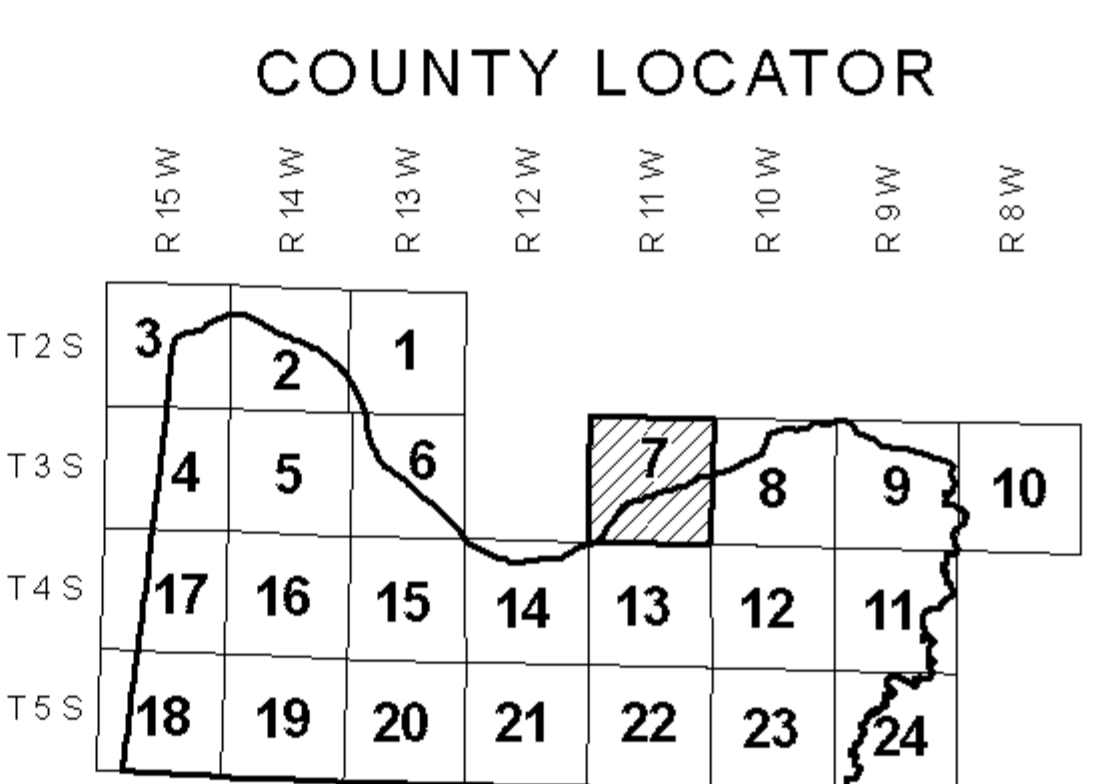 COUNTY LOCATOR
R 15 W R 14 W R 13 W R 12 W R 11 W R 10 W R 9 W R 8 W
T 2 S 3 2 1
T 3 S 4 5 6 7 8 9 10
T 4 S 17 16 15 14 13 12 11
T 5 S 18 19 20 21 22 23 24